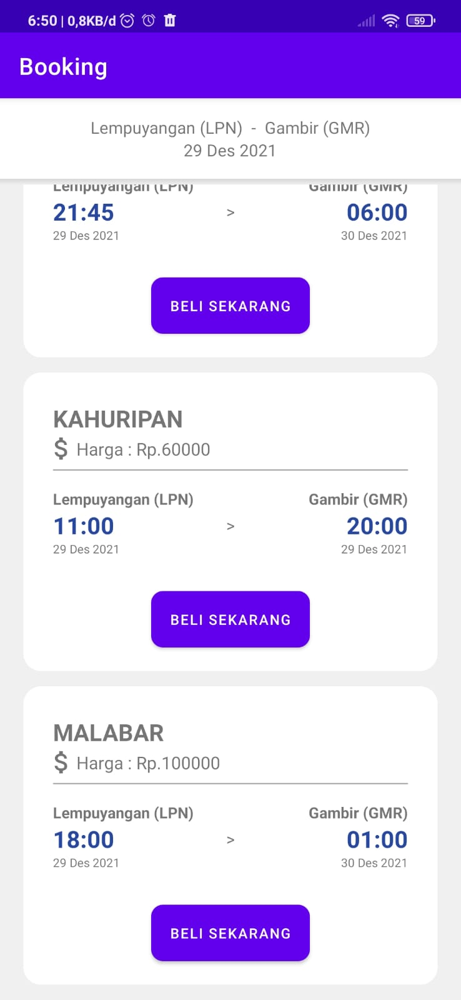 6:50 | 0,8KB/d
59
Booking
Lempuyangan (LPN) - Gambir (GMR)
29 Des 2021
Lempuyangan (LPN) Gambir (GMR)
21:45 > 06:00
29 Des 2021 30 Des 2021
BELI SEKARANG
KAHURIPAN
$ Harga : Rp.60000
Lempuyangan (LPN) Gambir (GMR)
11:00 > 20:00
29 Des 2021 29 Des 2021
BELI SEKARANG
MALABAR
$ Harga : Rp.100000
Lempuyangan (LPN) Gambir (GMR)
18:00 > 01:00
29 Des 2021 30 Des 2021
BELI SEKARANG